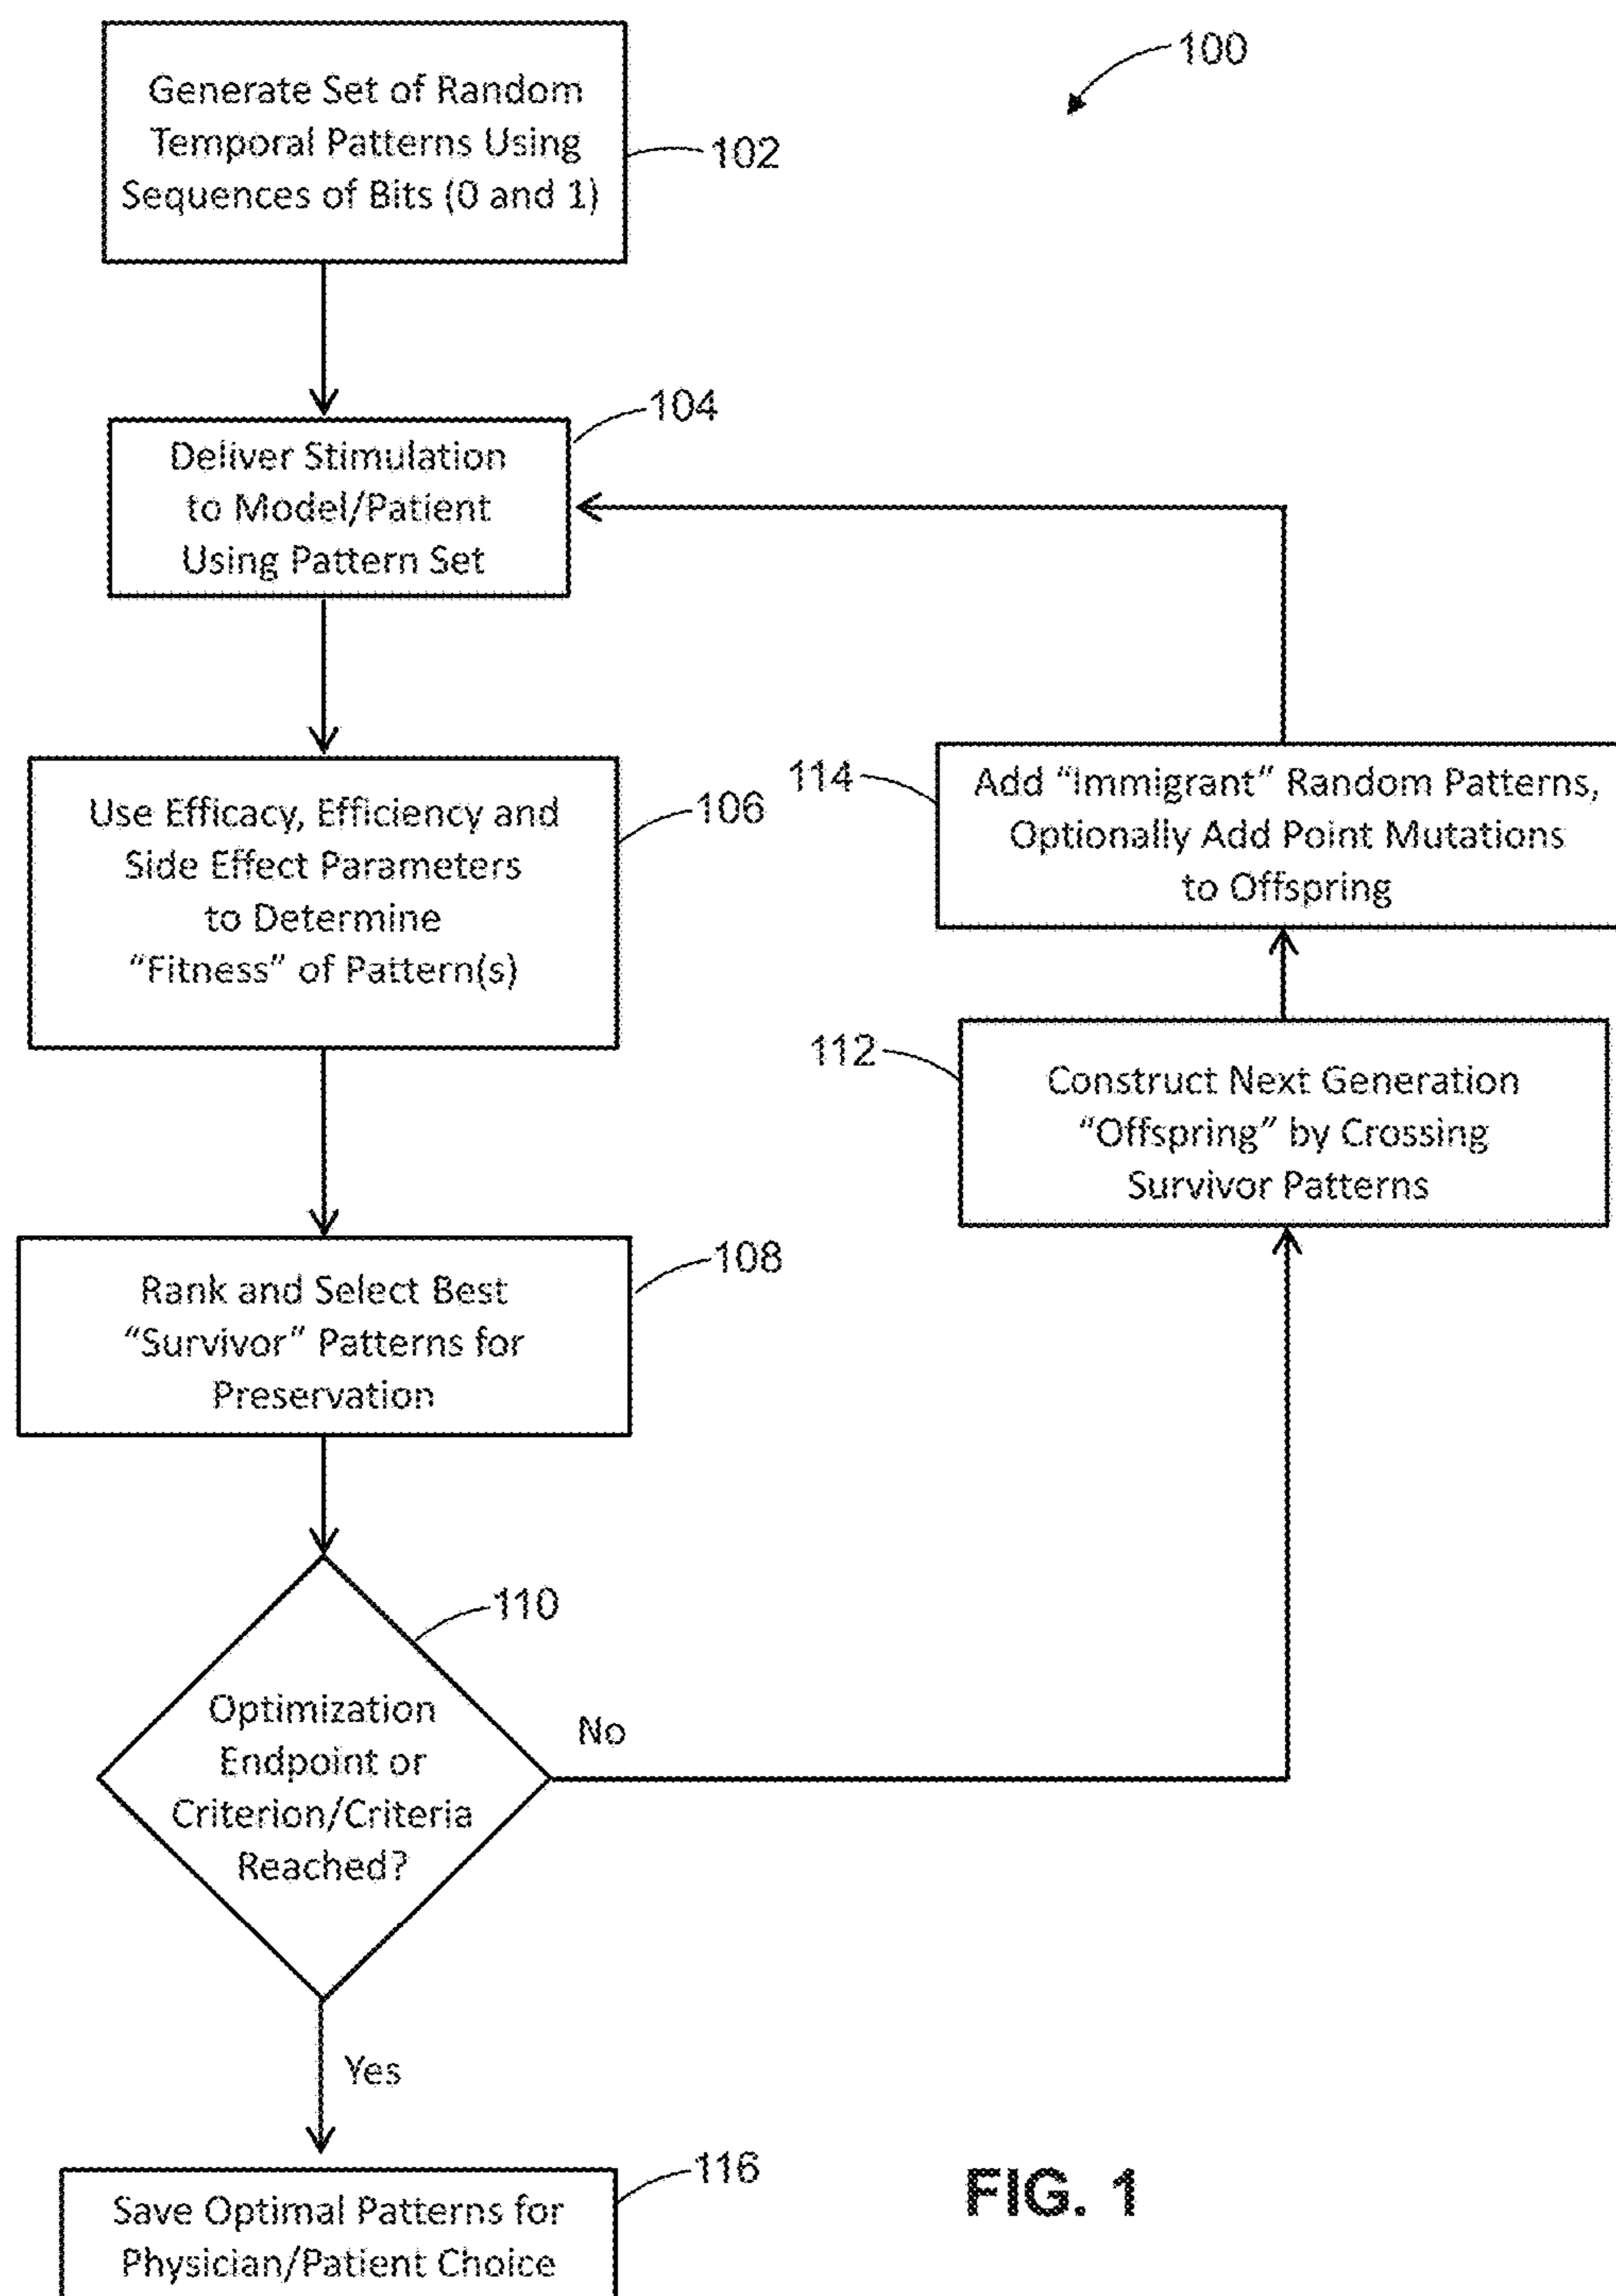 100
Generate Set of Random
Temporal Patterns Using
Sequences of Bits (0 and 1)
102
104
Deliver Stimulation
to Model/Patient
Using Pattern Set
106
Use Efficacy, Efficiency and
Side Effect Parameters
to Determine
“Fitness” of Pattern(s)
108
Rank and Select Best
“Survivor” Patterns for
Preservation
110
Optimization
Endpoint or
Criterion/Criteria
Reached?
No
112
Construct Next Generation
“Offspring” by Crossing
Survivor Patterns
114
Add “Immigrant” Random Patterns,
Optionally Add Point Mutations
to Offspring
Yes
116
Save Optimal Patterns for
Physician/Patient Choice
FIG. 1